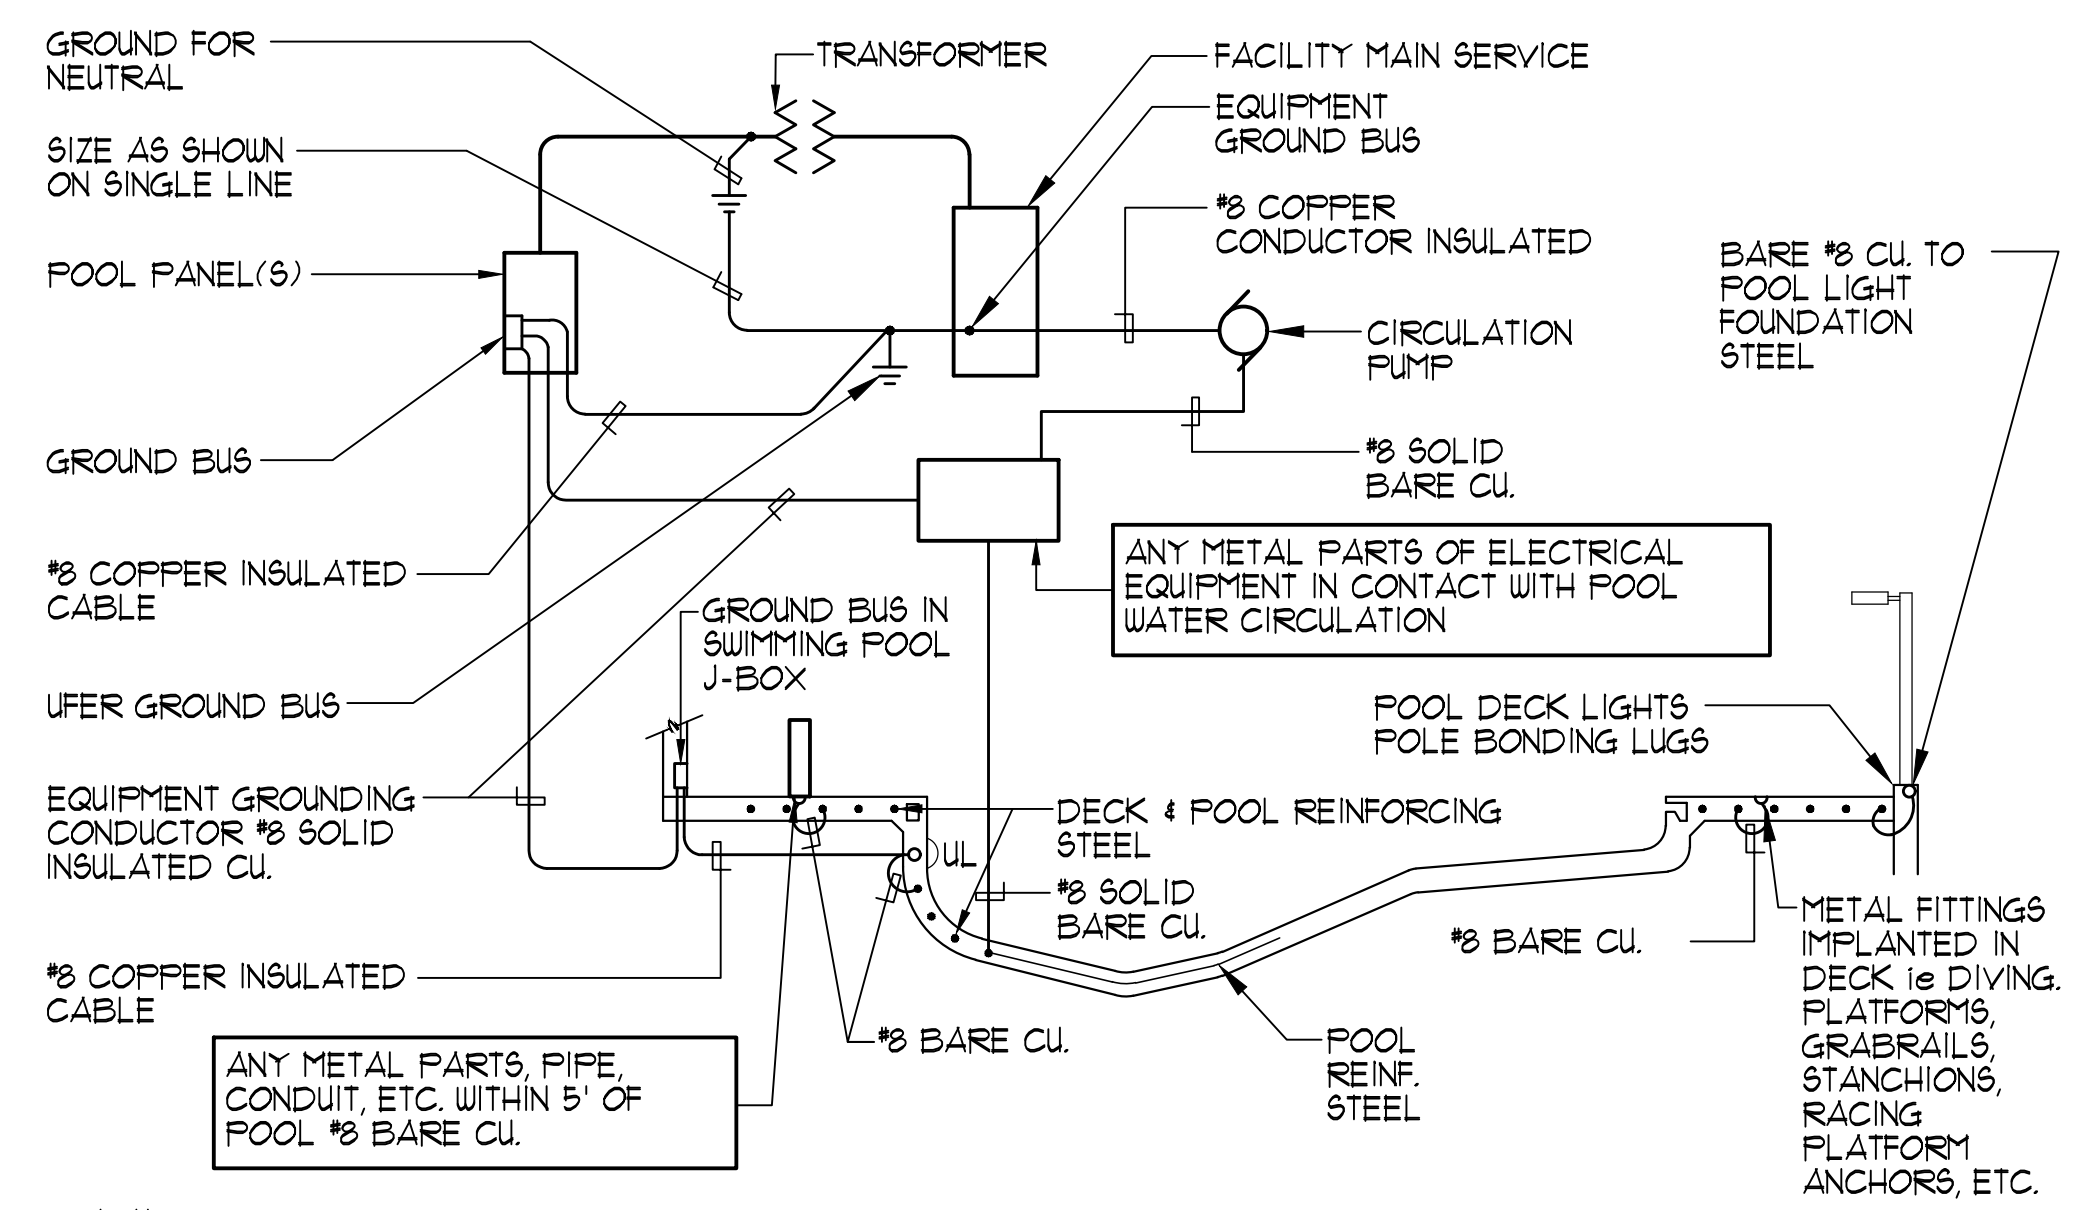 GROUND FOR
NEUTRAL
TRANSFORMER
FACILITY MAIN SERVICE
EQUIPMENT
GROUND BUS
SIZE AS SHOWN
ON SINGLE LINE
#8 COPPER
CONDUCTOR INSULATED
BARE #8 CU. TO
POOL LIGHT
FOUNDATION
STEEL
POOL PANEL(S)
CIRCULATION
PUMP
GROUND BUS
#8 SOLID
BARE CU.
#8 COPPER INSULATED
CABLE
ANY METAL PARTS OF ELECTRICAL
EQUIPMENT IN CONTACT WITH POOL
WATER CIRCULATION
GROUND BUS IN
SWIMMING POOL
J-BOX
UFER GROUND BUS
POOL DECK LIGHTS
POLE BONDING LUGS
EQUIPMENT GROUNDING
CONDUCTOR #8 SOLID
INSULATED CU.
DECK & POOL REINFORCING
STEEL
UL
#8 SOLID
BARE CU.
#8 BARE CU.
METAL FITTINGS
IMPLANTED IN
DECK ie DIVING.
PLATFORMS,
GRABRAILS,
STANCHIONS,
RACING
PLATFORM
ANCHORS, ETC.
#8 COPPER INSULATED
CABLE
#8 BARE CU.
POOL
REINF.
STEEL
ANY METAL PARTS, PIPE,
CONDUIT, ETC. WITHIN 5' OF
POOL #8 BARE CU.